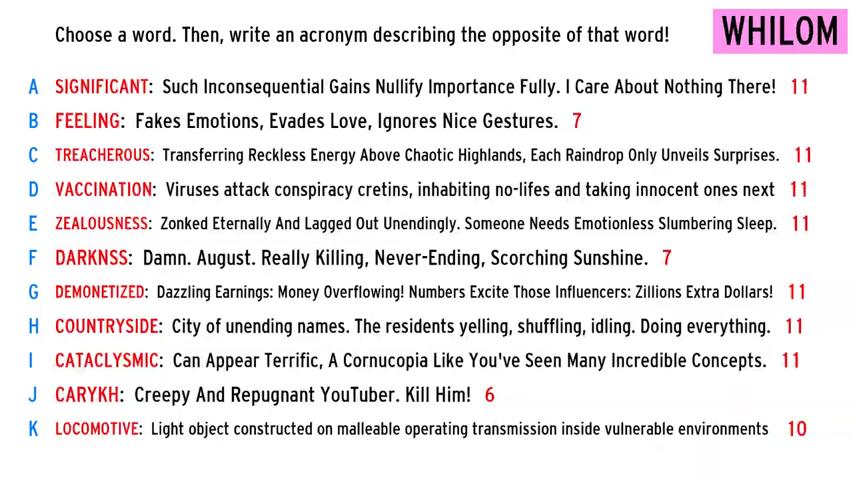 Choose a word. Then, write an acronym describing the opposite of that word!
WHILOM
A SIGNIFICANT: Such Inconsequential Gains Nullify Importance Fully. I Care About Nothing There! 11
B FEELING: Fakes Emotions, Evades Love, Ignores Nice Gestures. 7
C TREACHEROUS: Transferring Reckless Energy Above Chaotic Highlands, Each Raindrop Only Unveils Surprises. 11
D VACCINATION: Viruses attack conspiracy cretins, inhabiting no-lifes and taking innocent ones next 11
E ZEALOUSNESS: Zonked Eternally And Lagged Out Unendingly. Someone Needs Emotionless Slumbering Sleep. 11
F DARKNSS: Damn. August. Really Killing, Never-Ending, Scorching Sunshine. 7
G DEMONETIZED: Dazzling Earnings: Money Overflowing! Numbers Excite Those Influencers: Zillions Extra Dollars! 11
H COUNTRYSIDE: City of unending names. The residents yelling, shuffling, idling. Doing everything. 11
I CATACLYSMIC: Can Appear Terrific, A Cornucopia Like You've Seen Many Incredible Concepts. 11
J CARYKH: Creepy And Repugnant YouTuber. Kill Him! 6
K LOCOMOTIVE: Light object constructed on malleable operating transmission inside vulnerable environments 10